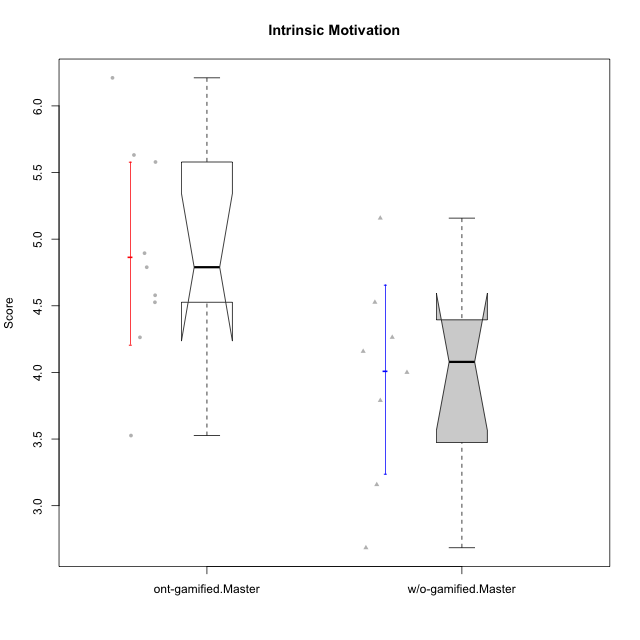 Intrinsic Motivation
Score
6.0
5.5
5.0
4.5
4.0
3.5
3.0
ont-gamified.Master
w/o-gamified.Master